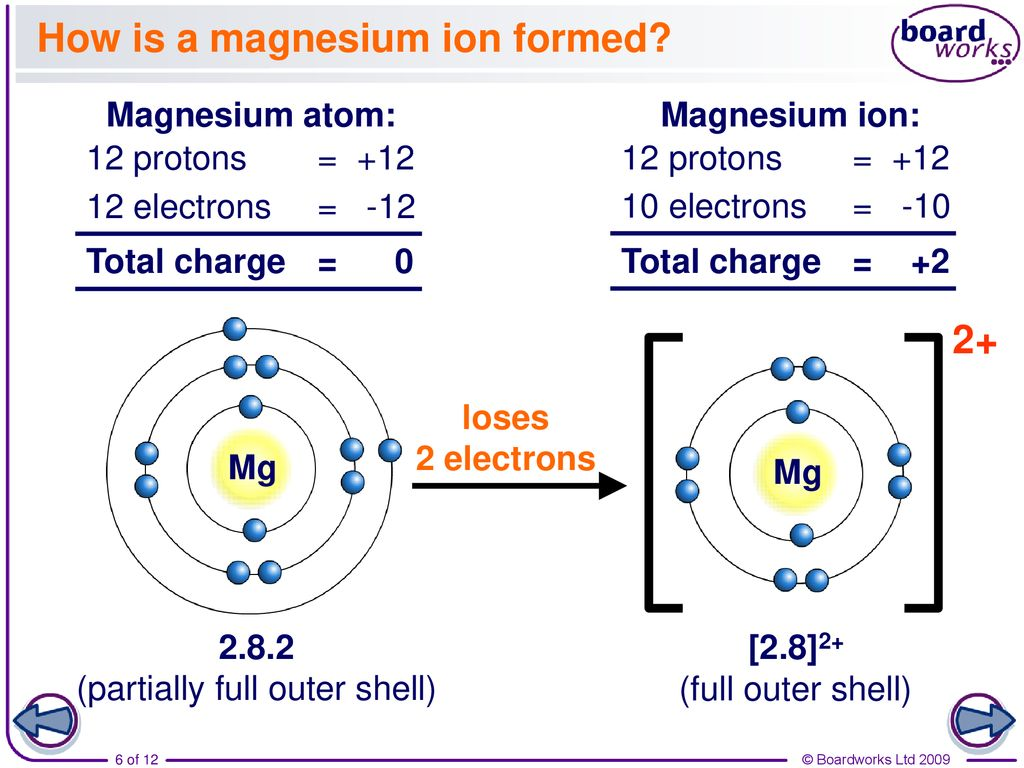 How is a magnesium ion formed?
board
works
Magnesium atom:
12 protons = +12
12 electrons = -12
Total charge = 0
Magnesium ion:
12 protons = +12
10 electrons = -10
Total charge = +2
Mg
loses
2 electrons
Mg
2+
2.8.2
(partially full outer shell)
[2.8]²⁺
(full outer shell)
6 of 12
© Boardworks Ltd 2009